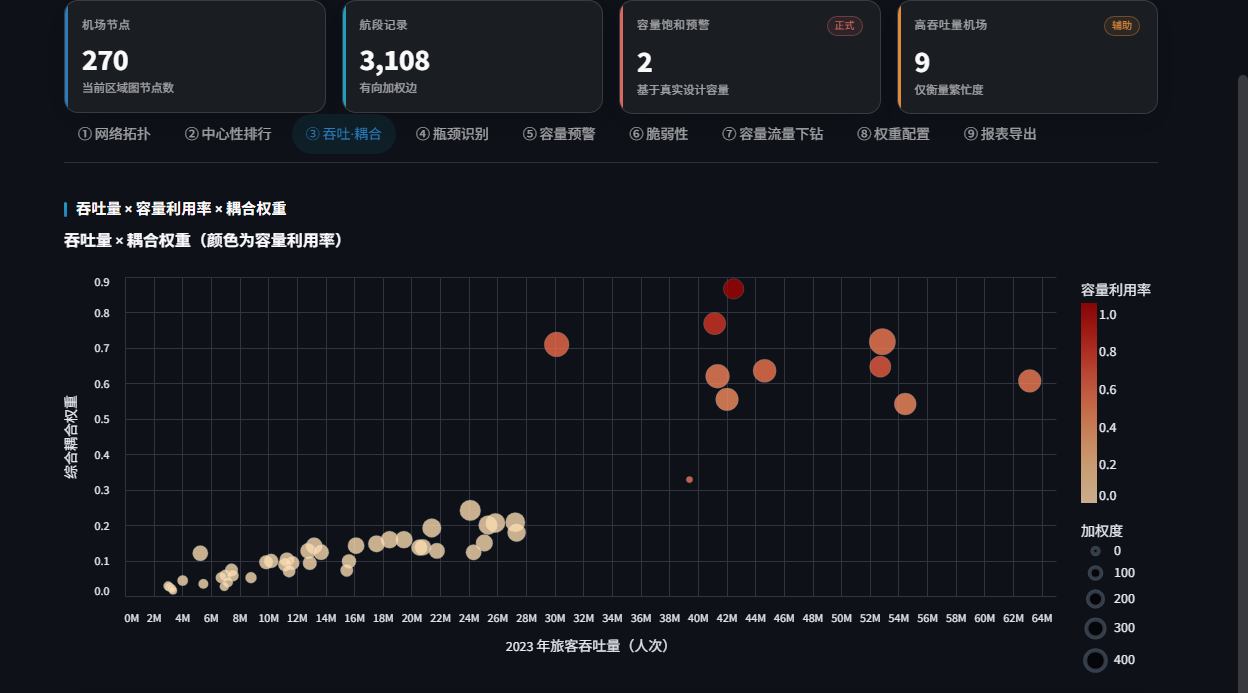 机场节点
270
当前区域图节点数
航段记录
3,108
有向加权边
容量饱和预警 正式
2
基于真实设计容量
高吞吐量机场 辅助
9
仅衡量繁忙度
① 网络拓扑 ② 中心性排行 ③ 吞吐·耦合 ④ 瓶颈识别 ⑤ 容量预警 ⑥ 脆弱性 ⑦ 容量流量下钻 ⑧ 权重配置 ⑨ 报表导出
吞吐量 × 容量利用率 × 耦合权重
吞吐量 × 耦合权重（颜色为容量利用率）
综合耦合权重
0.9
0.8
0.7
0.6
0.5
0.4
0.3
0.2
0.1
0.0
0M 2M 4M 6M 8M 10M 12M 14M 16M 18M 20M 22M 24M 26M 28M 30M 32M 34M 36M 38M 40M 42M 44M 46M 48M 50M 52M 54M 56M 58M 60M 62M 64M
2023 年旅客吞吐量（人次）
容量利用率
1.0
0.8
0.6
0.4
0.2
0.0
加权度
0
100
200
300
400